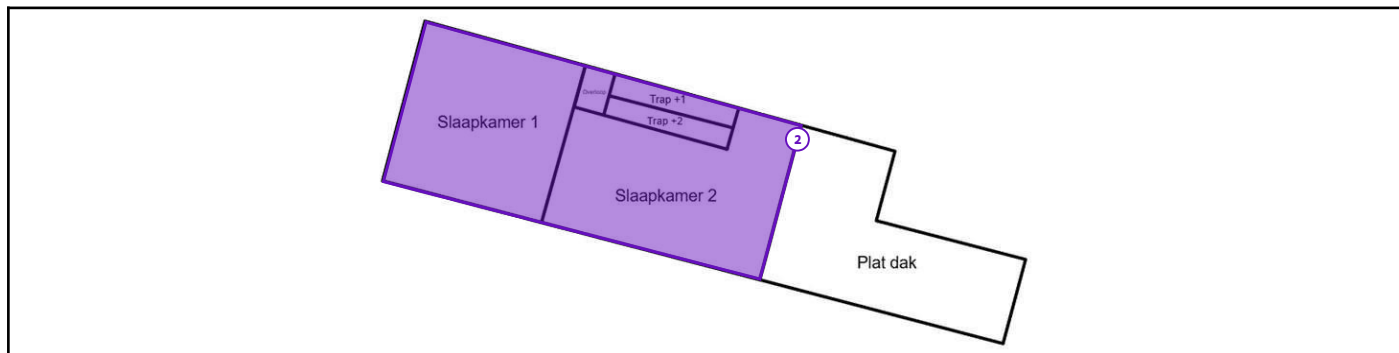 Trap +1
Slaapkamer 1
Trap +2
2
Slaapkamer 2
Plat dak